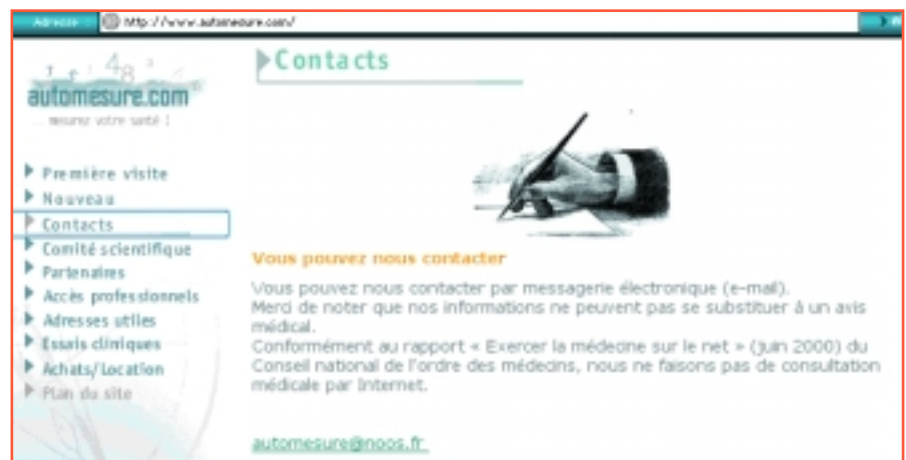 Adresse http://www.automesure.com/
automesure.com
... mesurez votre santé !
Première visite
Nouveau
Contacts
Comité scientifique
Partenaires
Accès professionnels
Adresses utiles
Essais cliniques
Achats/Location
Plan du site
Contacts
Vous pouvez nous contacter
Vous pouvez nous contacter par messagerie électronique (e-mail).
Merci de noter que nos informations ne peuvent pas se substituer à un avis
médical.
Conformément au rapport « Exercer la médecine sur le net » (juin 2000) du
Conseil national de l'ordre des médecins, nous ne faisons pas de consultation
médicale par Internet.
automesure@noos.fr